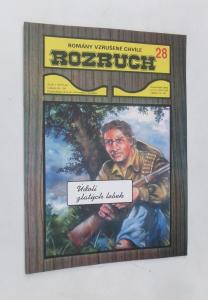 ROMÁNY VZRUŠENÉ CHVÍLE
ROZRUCH 28
Údolí
zlatých lebek